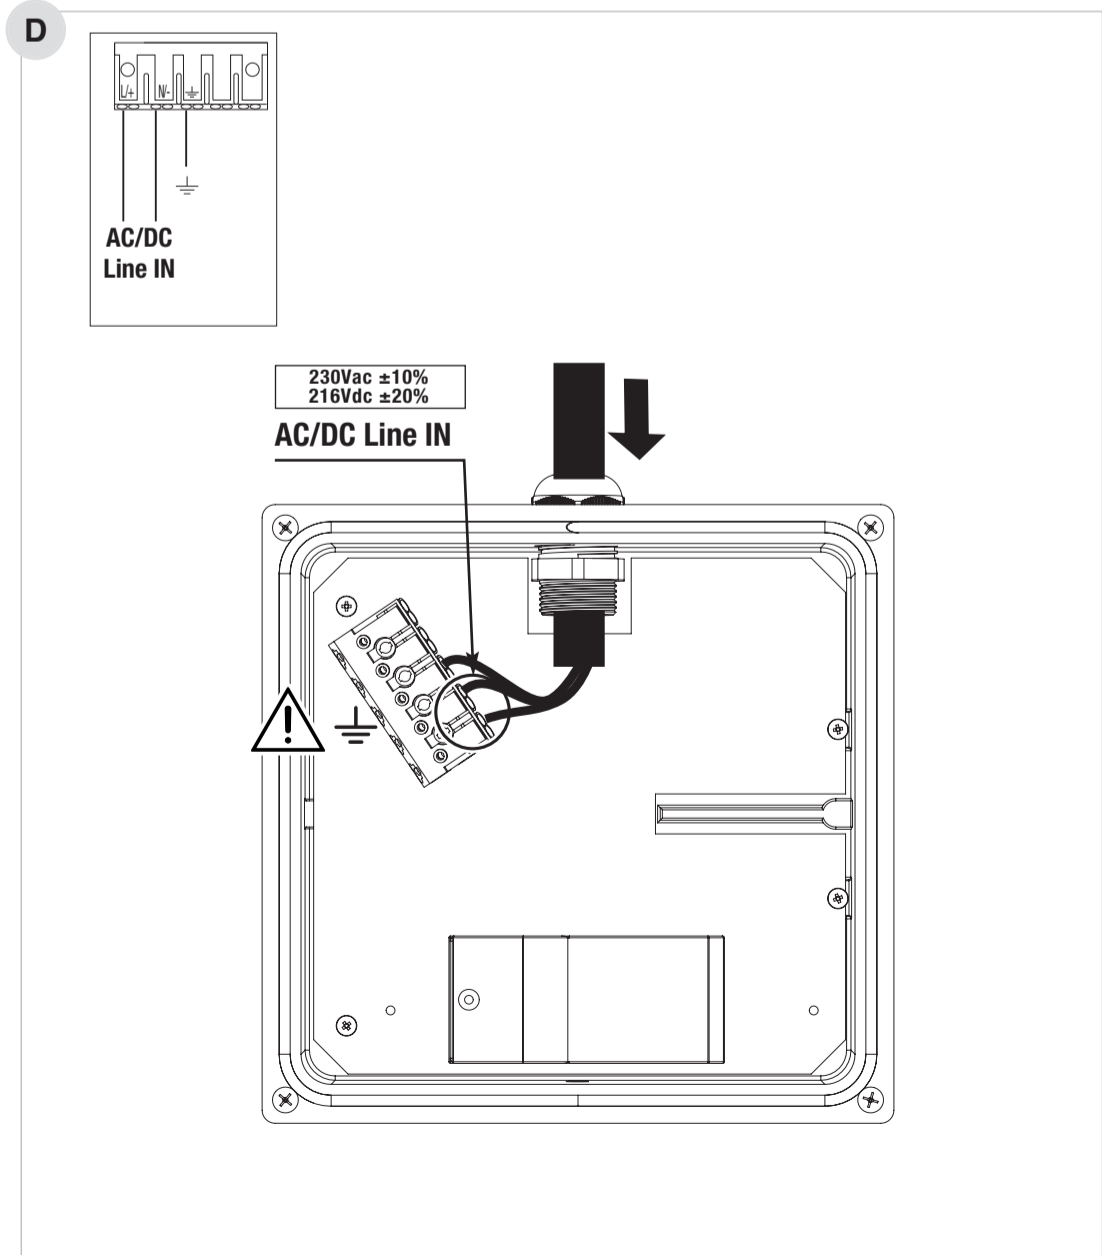 D
L/+ N/-
AC/DC
Line IN
230Vac ±10%
216Vdc ±20%
AC/DC Line IN